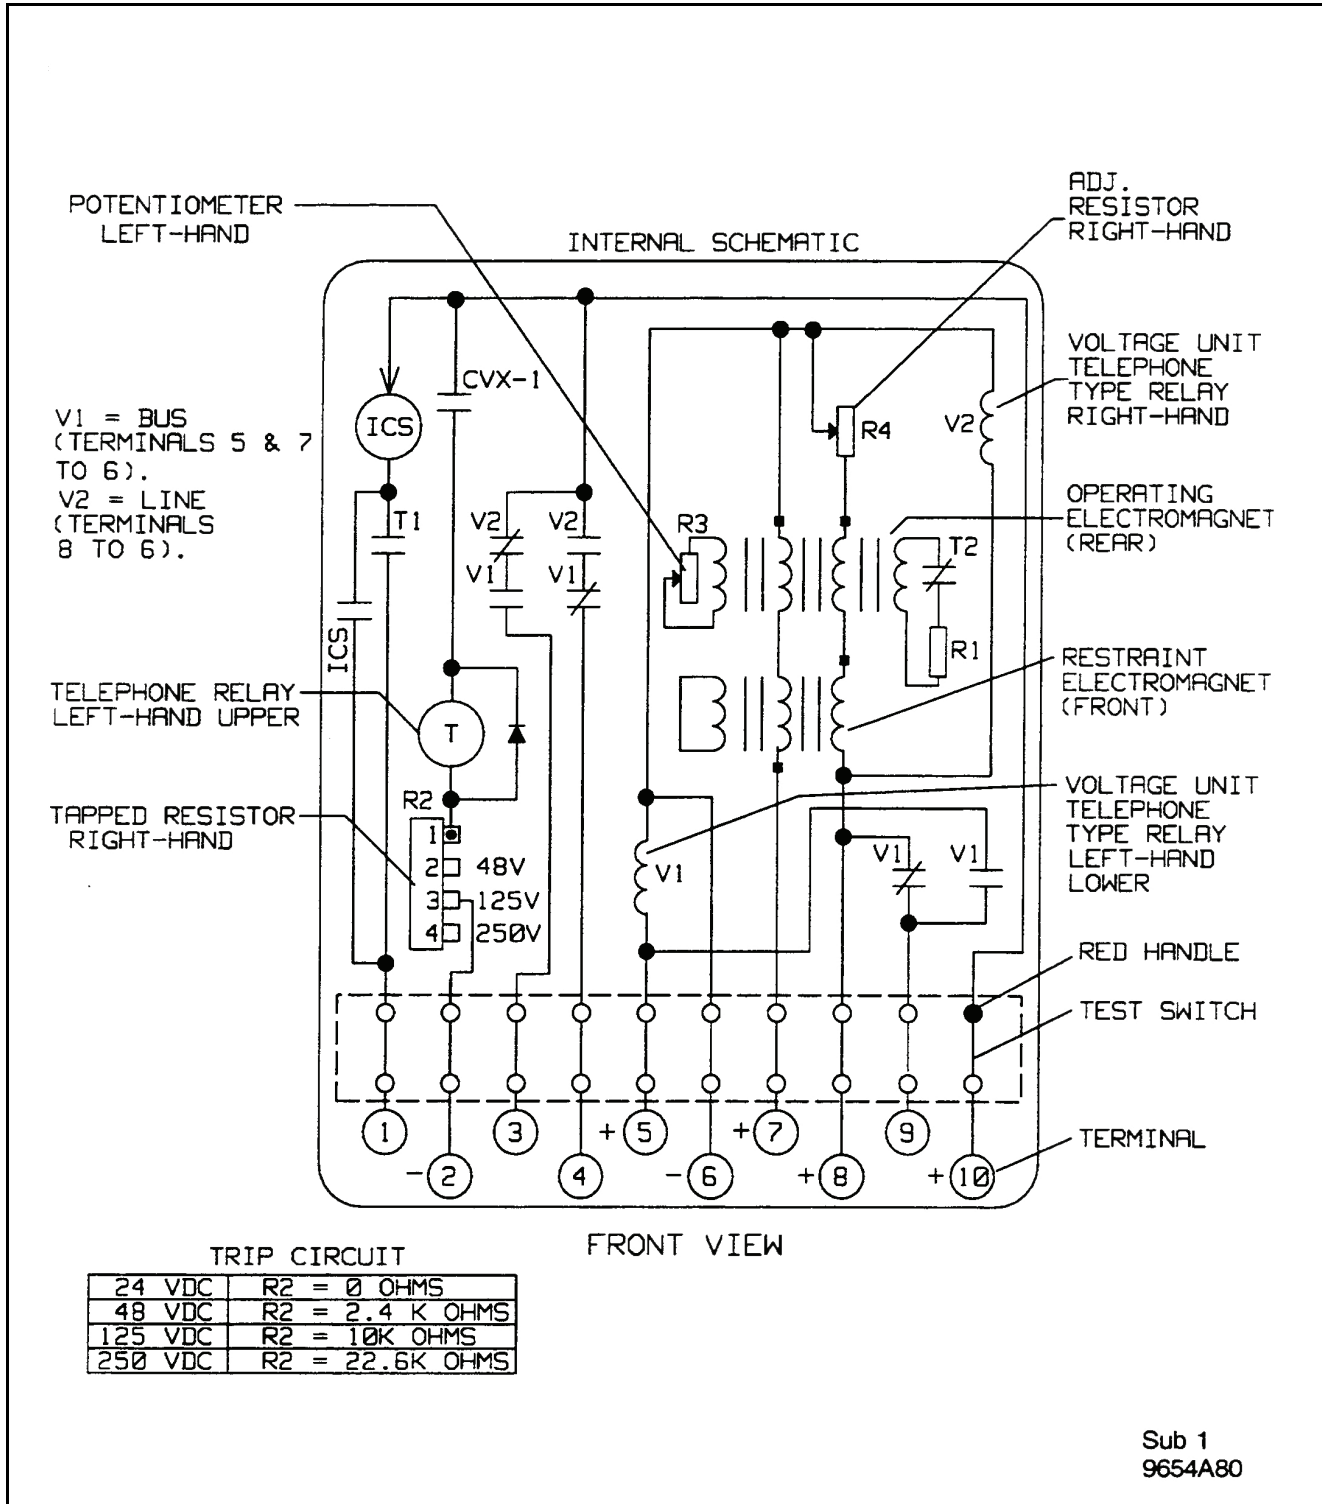 ADJ.
RESISTOR
RIGHT-HAND
POTENTIOMETER
LEFT-HAND
INTERNAL SCHEMATIC
VOLTAGE UNIT
TELEPHONE
TYPE RELAY
RIGHT-HAND
CVX-1
V1 = BUS
(TERMINALS 5 & 7
TO 6).
V2 = LINE
(TERMINALS
8 TO 6).
ICS
R4
V2
OPERATING
ELECTROMAGNET
(REAR)
T1
V2
V2
R3
T2
V1
V1
ICS
R1
RESTRAINT
ELECTROMAGNET
(FRONT)
TELEPHONE RELAY
LEFT-HAND UPPER
T
VOLTAGE UNIT
TELEPHONE
TYPE RELAY
LEFT-HAND
LOWER
TAPPED RESISTOR
RIGHT-HAND
R2
1
2 48V
3 125V
4 250V
V1
V1
V1
RED HANDLE
TEST SWITCH
1
3
+ 5
+ 7
9
TERMINAL
- 2
4
- 6
+ 8
+ 10
FRONT VIEW
TRIP CIRCUIT
24 VDC R2 = 0 OHMS
48 VDC R2 = 2.4 K OHMS
125 VDC R2 = 10K OHMS
250 VDC R2 = 22.6K OHMS
Sub 1
9654A80